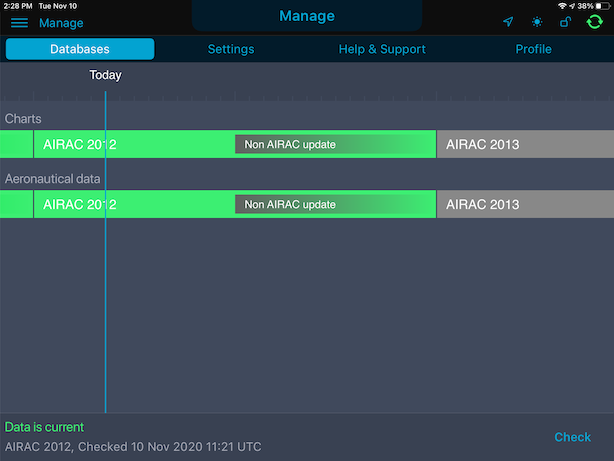 2:28 PM Tue Nov 10
38%
Manage
Manage
Databases Settings Help & Support Profile
Today
Charts
AIRAC 2012 Non AIRAC update AIRAC 2013
Aeronautical data
AIRAC 2012 Non AIRAC update AIRAC 2013
Data is current
AIRAC 2012, Checked 10 Nov 2020 11:21 UTC
Check